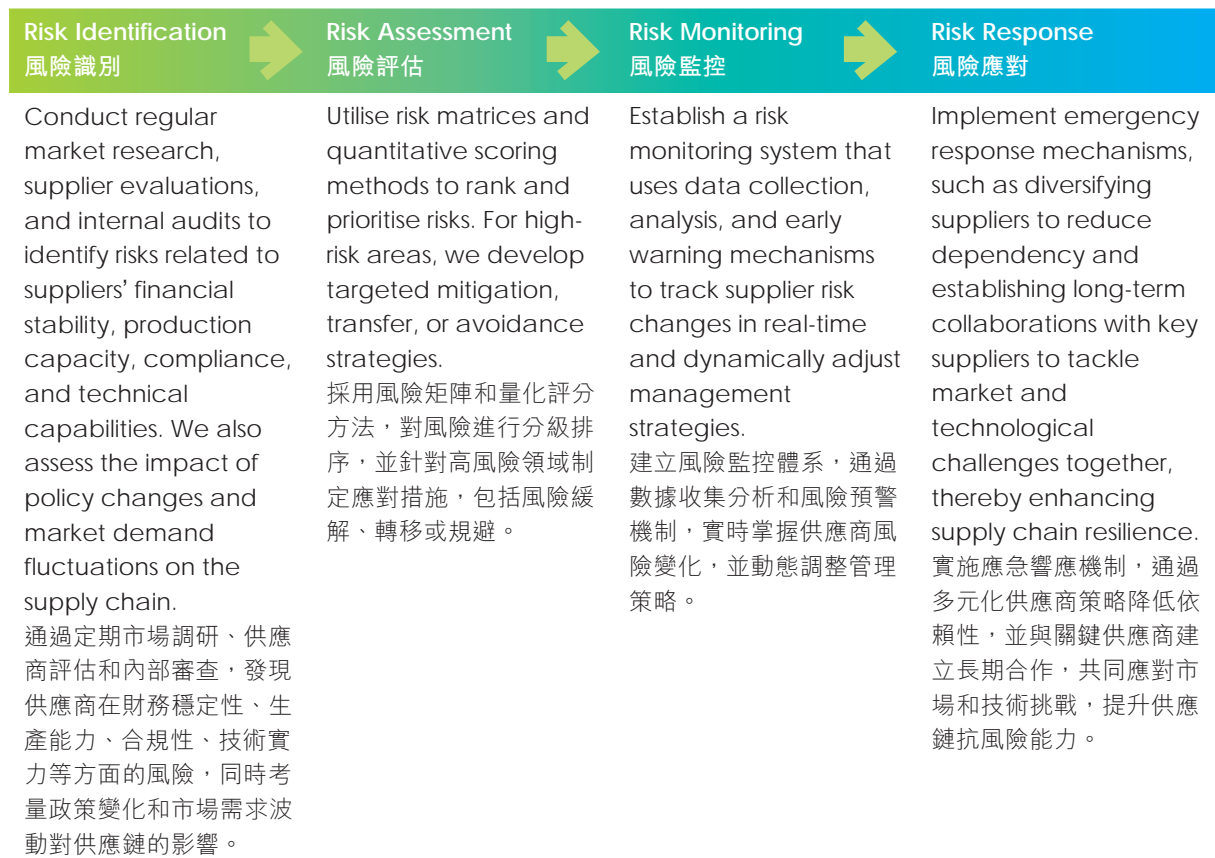 Risk Identification
風險識別
Conduct regular
market research,
supplier evaluations,
and internal audits to
identify risks related to
suppliers’ financial
stability, production
capacity, compliance,
and technical
capabilities. We also
assess the impact of
policy changes and
market demand
fluctuations on the
supply chain.
通過定期市場調研、供應
商評估和內部審查，發現
供應商在財務穩定性、生
產能力、合規性、技術實
力等方面的風險，同時考
量政策變化和市場需求波
動對供應鏈的影響。
Risk Assessment
風險評估
Utilise risk matrices and
quantitative scoring
methods to rank and
prioritise risks. For high-
risk areas, we develop
targeted mitigation,
transfer, or avoidance
strategies.
採用風險矩陣和量化評分
方法，對風險進行分級排
序，並針對高風險領域制
定應對措施，包括風險緩
解、轉移或規避。
Risk Monitoring
風險監控
Establish a risk
monitoring system that
uses data collection,
analysis, and early
warning mechanisms
to track supplier risk
changes in real-time
and dynamically adjust
management
strategies.
建立風險監控體系，通過
數據收集分析和風險預警
機制，實時掌握供應商風
險變化，並動態調整管理
策略。
Risk Response
風險應對
Implement emergency
response mechanisms,
such as diversifying
suppliers to reduce
dependency and
establishing long-term
collaborations with key
suppliers to tackle
market and
technological
challenges together,
thereby enhancing
supply chain resilience.
實施應急響應機制，通過
多元化供應商策略降低依
賴性，並與關鍵供應商建
立長期合作，共同應對市
場和技術挑戰，提升供應
鏈抗風險能力。